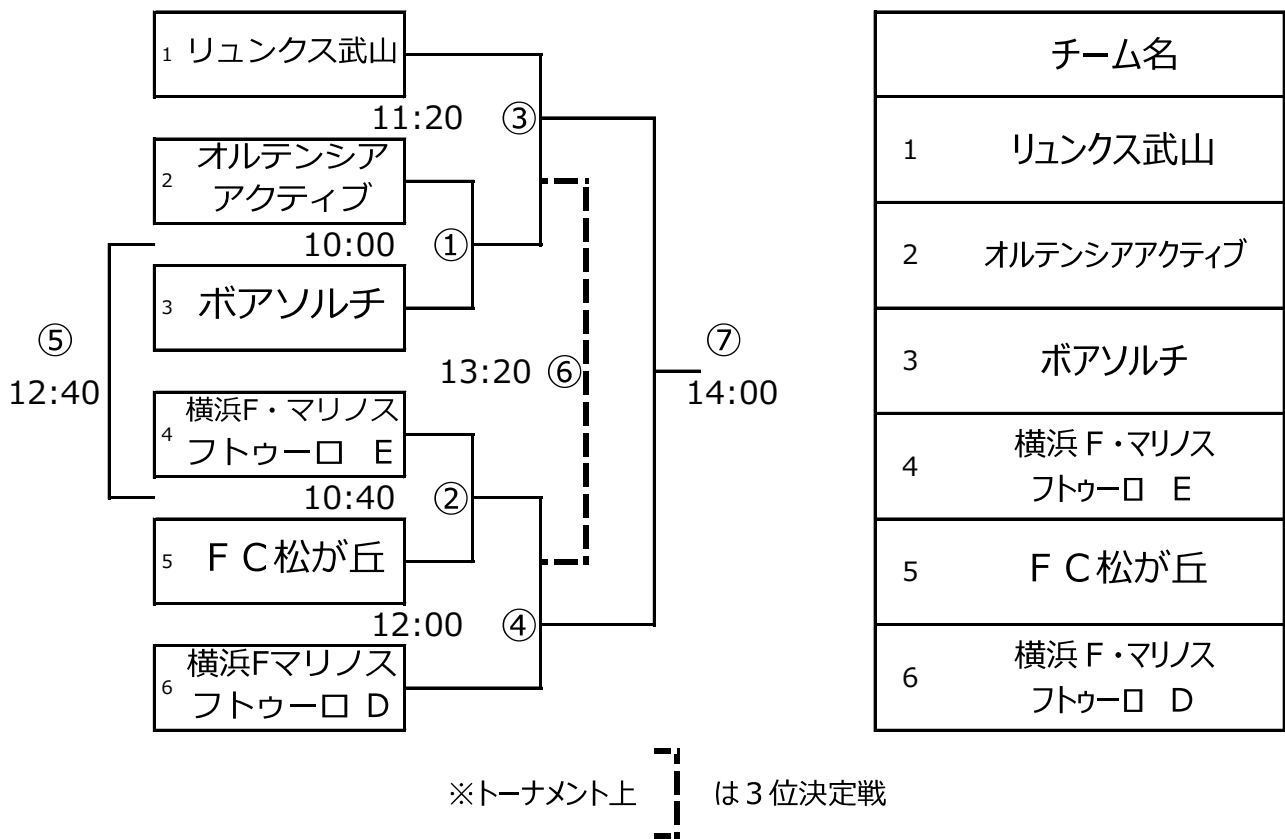 1 リュンクス武山
11:20 ③
2 オルテンシア
アクティブ
10:00 ①
3 ボアソルチ
⑤
12:40
13:20 ⑥
⑦
14:00
4 横浜F・マリノス
フトゥーロ E
10:40 ②
5 ＦＣ松が丘
12:00 ④
6 横浜Fマリノス
フトゥーロ D
チーム名
1 リュンクス武山
2 オルテンシアアクティブ
3 ボアソルチ
4 横浜Ｆ・マリノス
フトゥーロ E
5 ＦＣ松が丘
6 横浜Ｆ・マリノス
フトゥーロ D
※トーナメント上 は３位決定戦